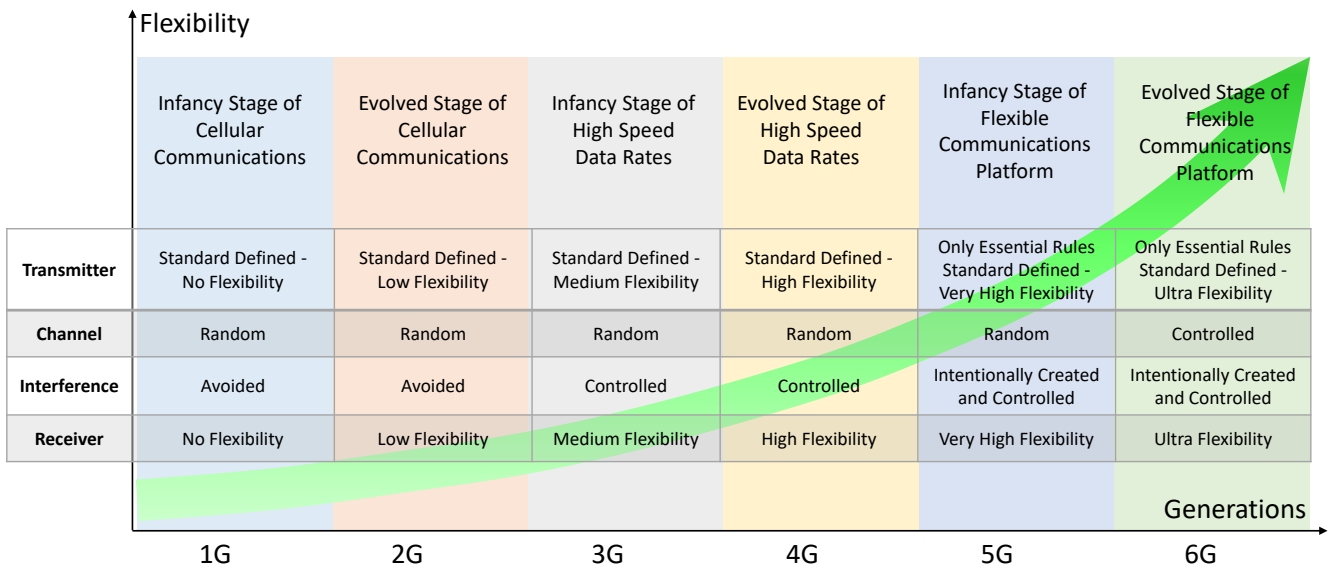 Flexibility
Infancy Stage of
Cellular
Communications
Evolved Stage of
Cellular
Communications
Infancy Stage of
High Speed
Data Rates
Evolved Stage of
High Speed
Data Rates
Infancy Stage of
Flexible
Communications
Platform
Evolved Stage of
Flexible
Communications
Platform
Transmitter
Standard Defined -
No Flexibility
Standard Defined -
Low Flexibility
Standard Defined -
Medium Flexibility
Standard Defined -
High Flexibility
Only Essential Rules
Standard Defined -
Very High Flexibility
Only Essential Rules
Standard Defined -
Ultra Flexibility
Channel
Random
Random
Random
Random
Random
Controlled
Interference
Avoided
Avoided
Controlled
Controlled
Intentionally Created
and Controlled
Intentionally Created
and Controlled
Receiver
No Flexibility
Low Flexibility
Medium Flexibility
High Flexibility
Very High Flexibility
Ultra Flexibility
Generations
1G
2G
3G
4G
5G
6G